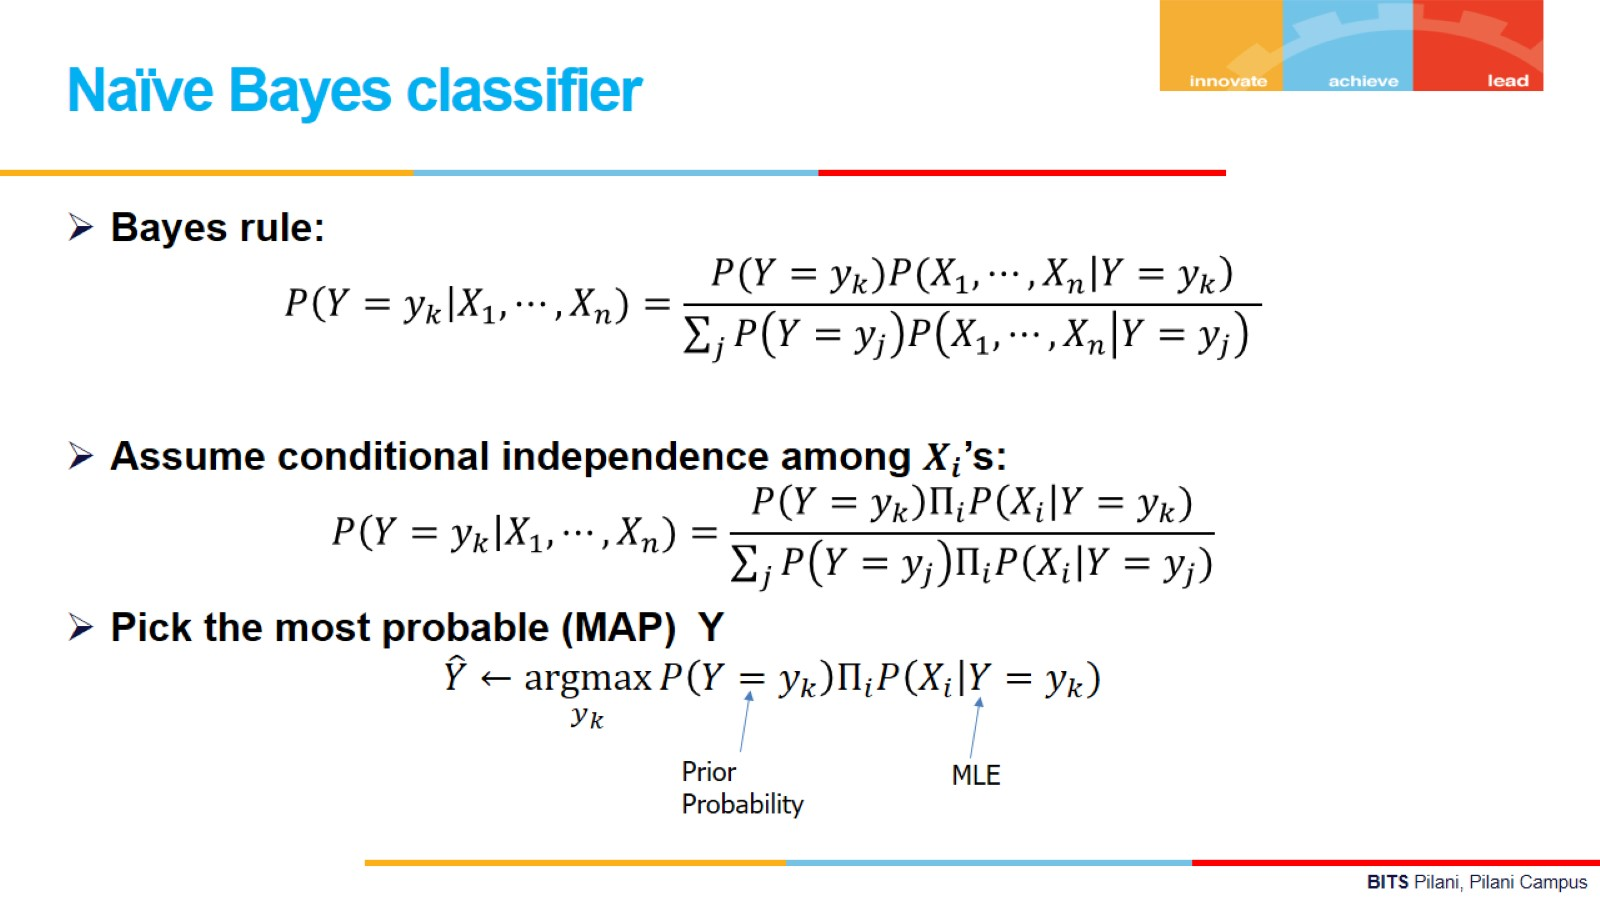 Naïve Bayes classifier
innovate achieve lead
➢ Bayes rule:
P(Y = y_k|X_1, ⋯, X_n) = P(Y = y_k)P(X_1, ⋯, X_n|Y = y_k) / ∑_j P(Y = y_j)P(X_1, ⋯, X_n|Y = y_j)
➢ Assume conditional independence among X_i's:
P(Y = y_k|X_1, ⋯, X_n) = P(Y = y_k)Π_i P(X_i|Y = y_k) / ∑_j P(Y = y_j)Π_i P(X_i|Y = y_j)
➢ Pick the most probable (MAP) Y
Ŷ ← argmax P(Y = y_k)Π_i P(X_i|Y = y_k)
y_k
Prior
Probability
MLE
BITS Pilani, Pilani Campus